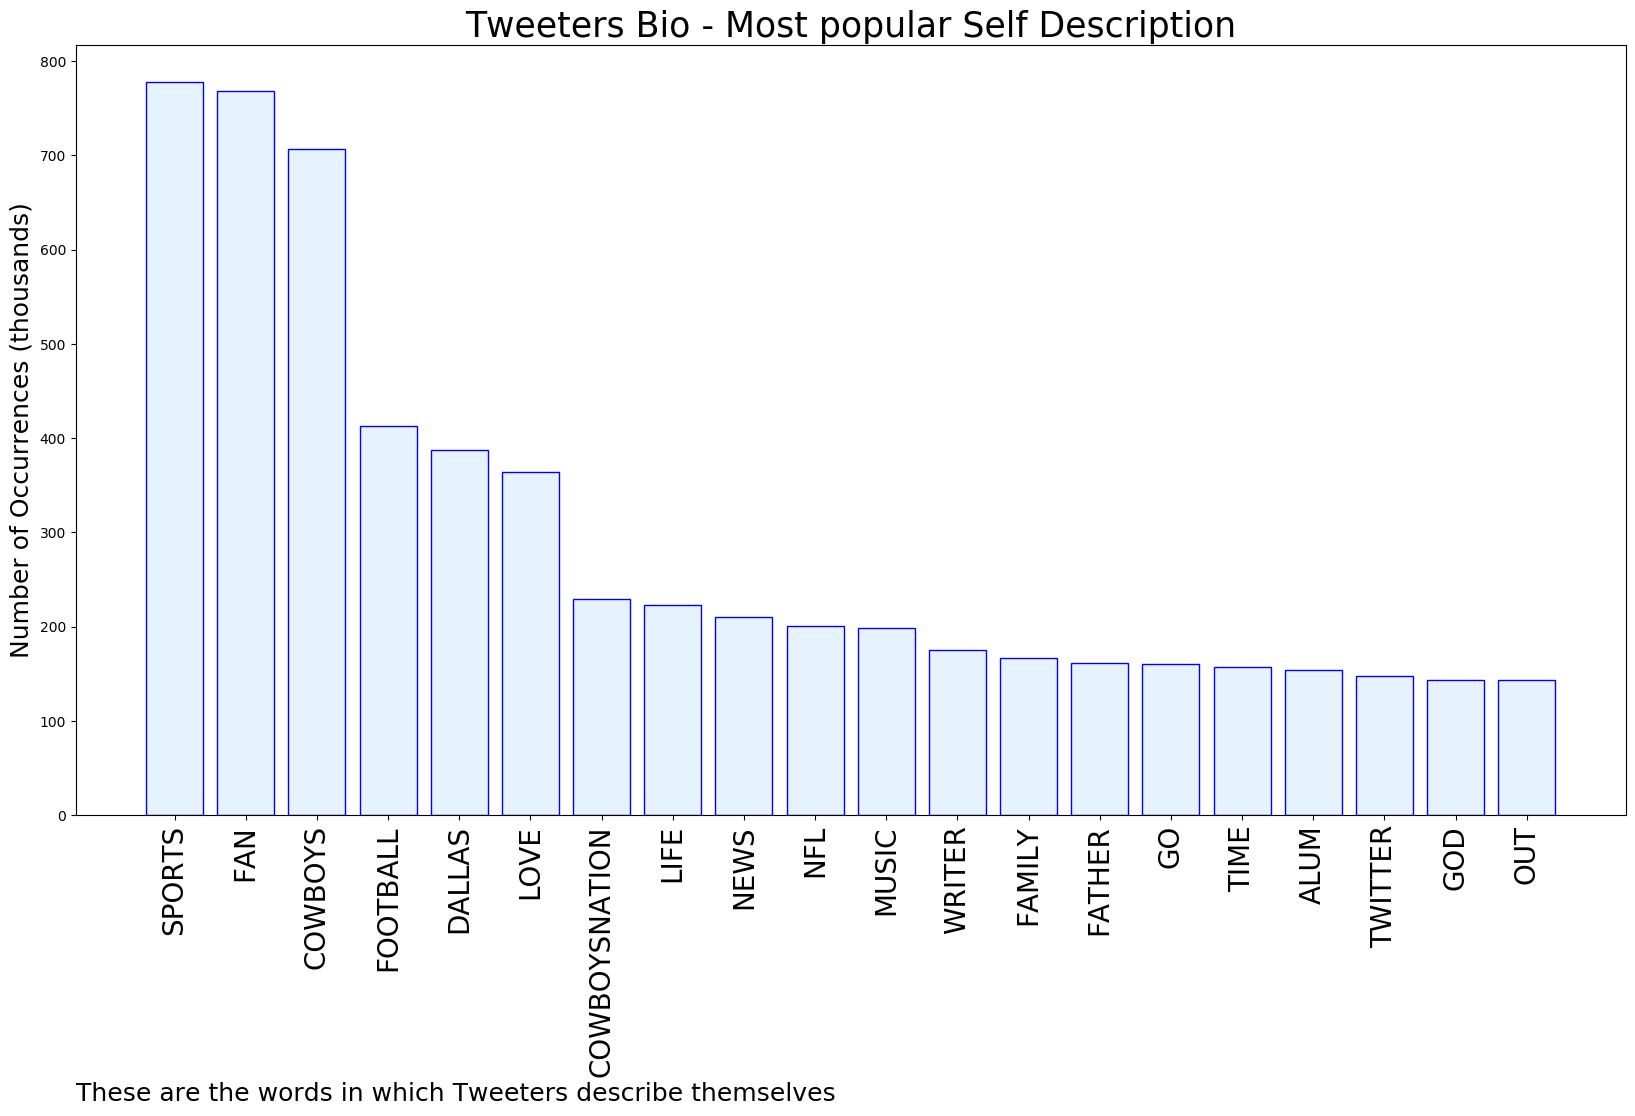 Tweeters Bio - Most popular Self Description
Number of Occurrences (thousands)
800
700
600
500
400
300
200
100
0
SPORTS
FAN
COWBOYS
FOOTBALL
DALLAS
LOVE
COWBOYSNATION
LIFE
NEWS
NFL
MUSIC
WRITER
FAMILY
FATHER
GO
TIME
ALUM
TWITTER
GOD
OUT
These are the words in which Tweeters describe themselves